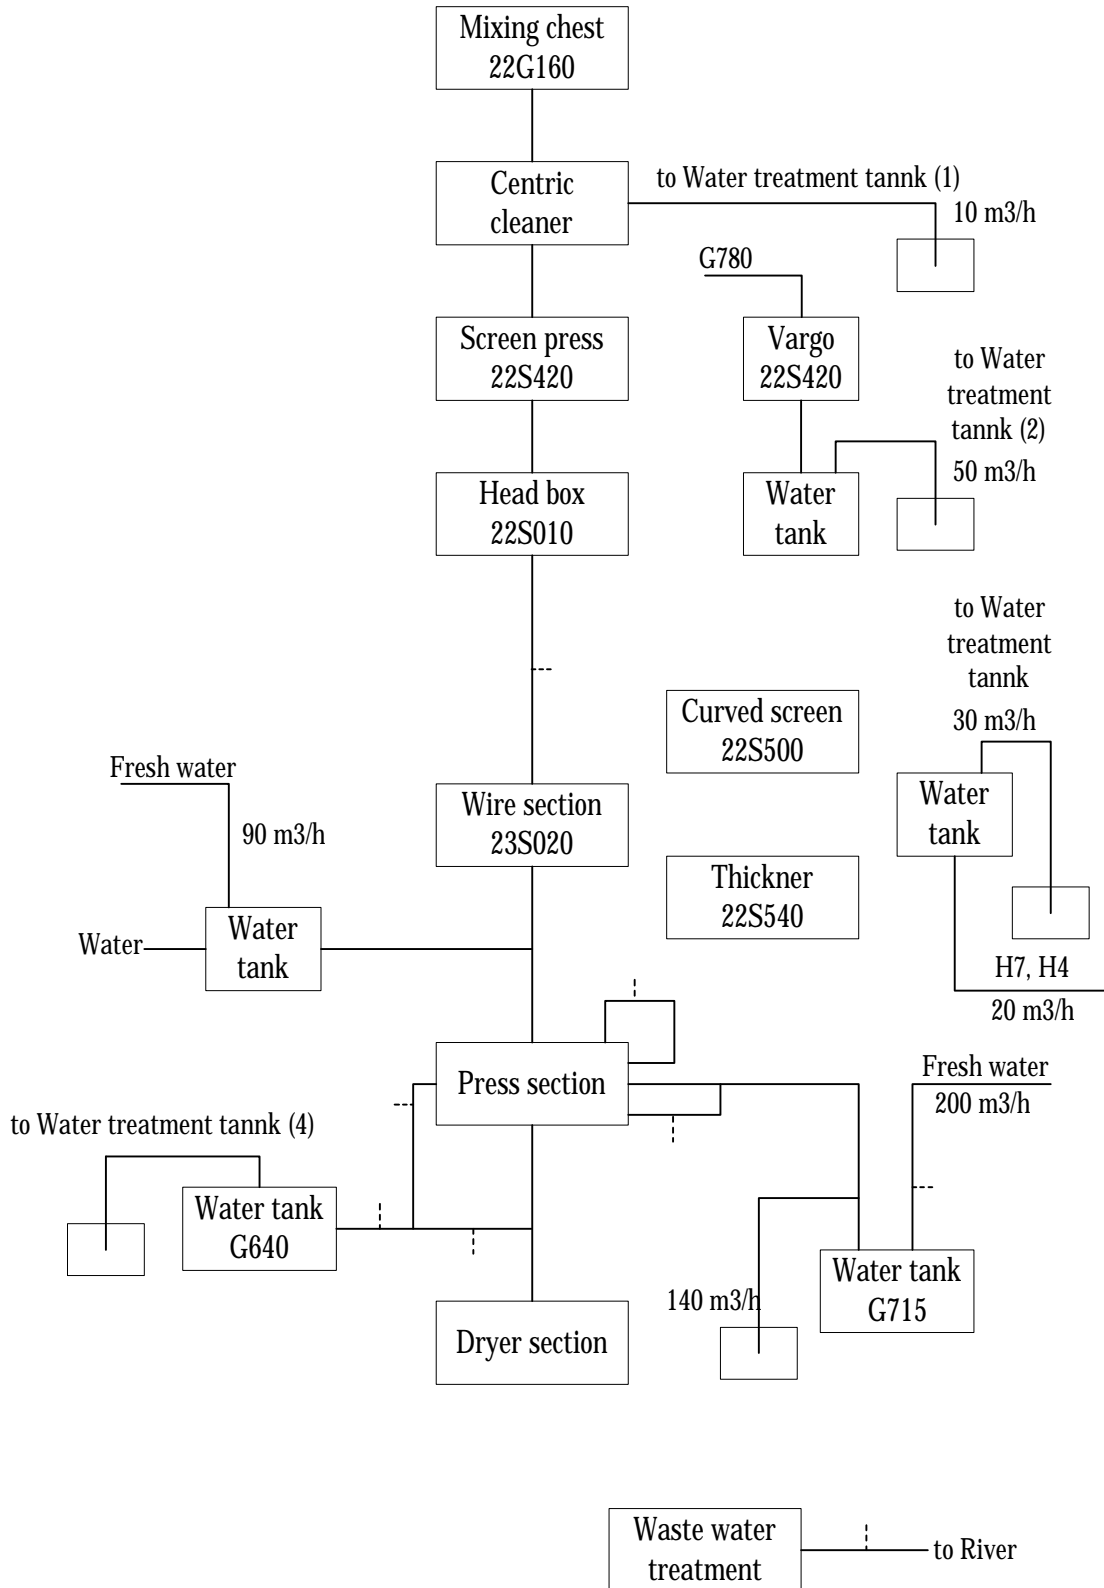 Mixing chest
22G160
Centric
cleaner
to Water treatment tannk (1)
10 m3/h
G780
Screen press
22S420
Vargo
22S420
to Water
treatment
tannk (2)
50 m3/h
Head box
22S010
Water
tank
to Water
treatment
tannk
30 m3/h
Curved screen
22S500
Fresh water
90 m3/h
Wire section
23S020
Water
tank
Thickner
22S540
Water
Water
tank
H7, H4
20 m3/h
Press section
Fresh water
200 m3/h
to Water treatment tannk (4)
Water tank
G640
Water tank
G715
140 m3/h
Dryer section
Waste water
treatment
to River